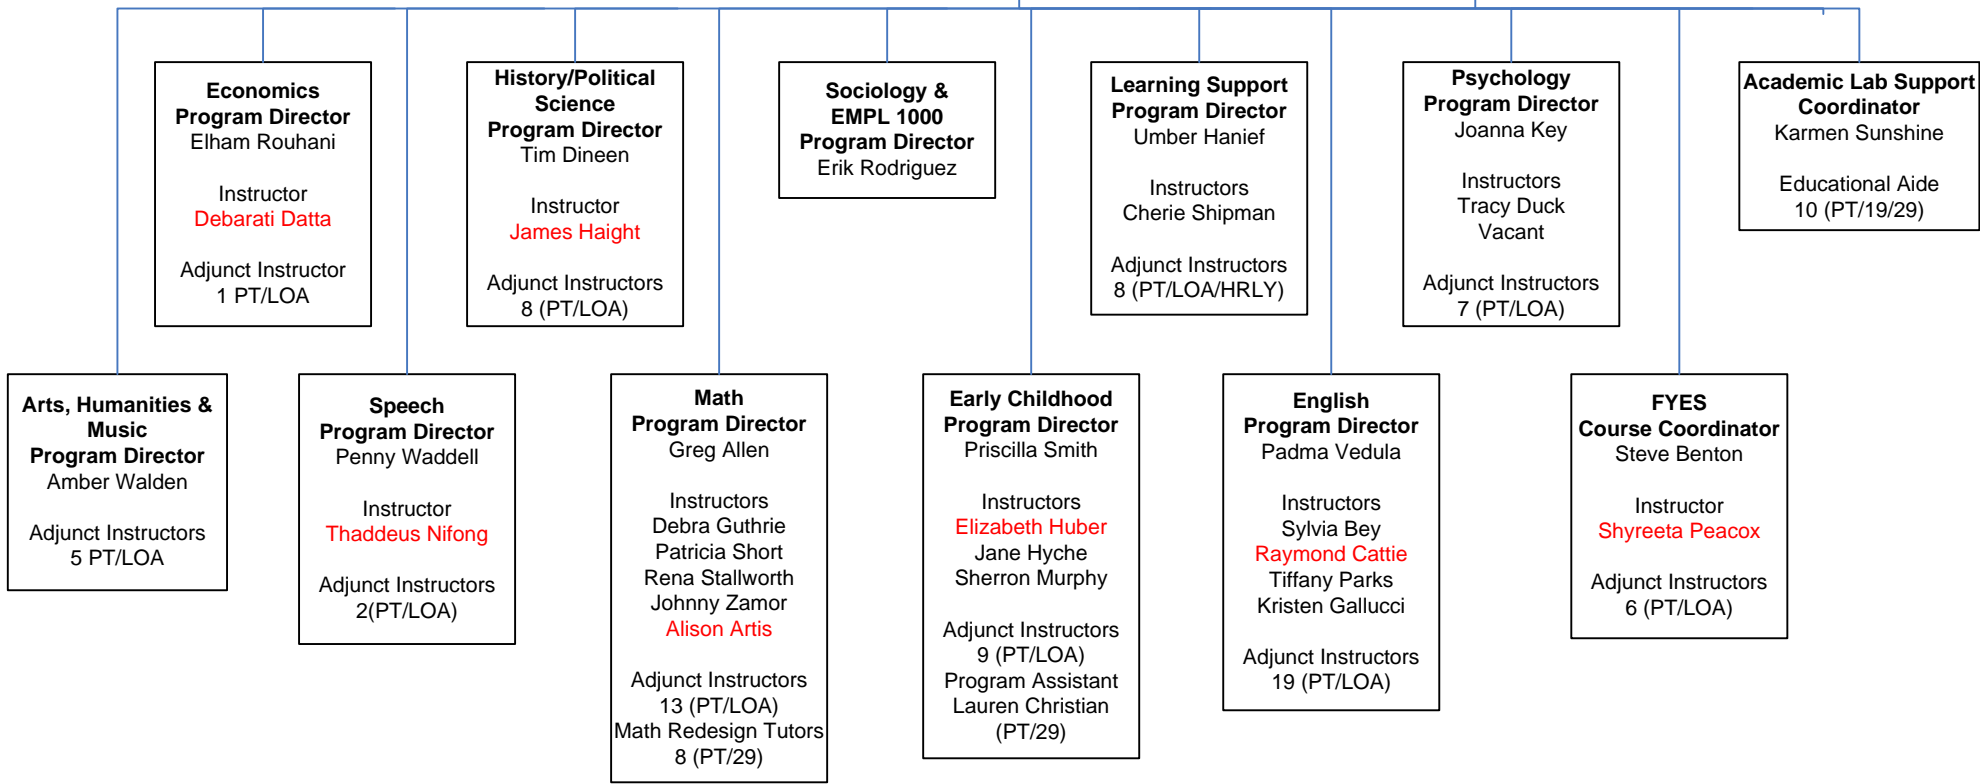 Economics
Program Director
Elham Rouhani
Instructor
Debarati Datta
Adjunct Instructor
1 PT/LOA
History/Political
Science
Program Director
Tim Dineen
Instructor
James Haight
Adjunct Instructors
8 (PT/LOA)
Sociology &
EMPL 1000
Program Director
Erik Rodriguez
Learning Support
Program Director
Umber Hanief
Instructors
Cherie Shipman
Adjunct Instructors
8 (PT/LOA/HRLY)
Psychology
Program Director
Joanna Key
Instructors
Tracy Duck
Vacant
Adjunct Instructors
7 (PT/LOA)
Academic Lab Support
Coordinator
Karmen Sunshine
Educational Aide
10 (PT/19/29)
Arts, Humanities &
Music
Program Director
Amber Walden
Adjunct Instructors
5 PT/LOA
Speech
Program Director
Penny Waddell
Instructor
Thaddeus Nifong
Adjunct Instructors
2(PT/LOA)
Math
Program Director
Greg Allen
Instructors
Debra Guthrie
Patricia Short
Rena Stallworth
Johnny Zamor
Alison Artis
Adjunct Instructors
13 (PT/LOA)
Math Redesign Tutors
8 (PT/29)
Early Childhood
Program Director
Priscilla Smith
Instructors
Elizabeth Huber
Jane Hyche
Sherron Murphy
Adjunct Instructors
9 (PT/LOA)
Program Assistant
Lauren Christian
(PT/29)
English
Program Director
Padma Vedula
Instructors
Sylvia Bey
Raymond Cattie
Tiffany Parks
Kristen Gallucci
Adjunct Instructors
19 (PT/LOA)
FYES
Course Coordinator
Steve Benton
Instructor
Shyreeta Peacox
Adjunct Instructors
6 (PT/LOA)